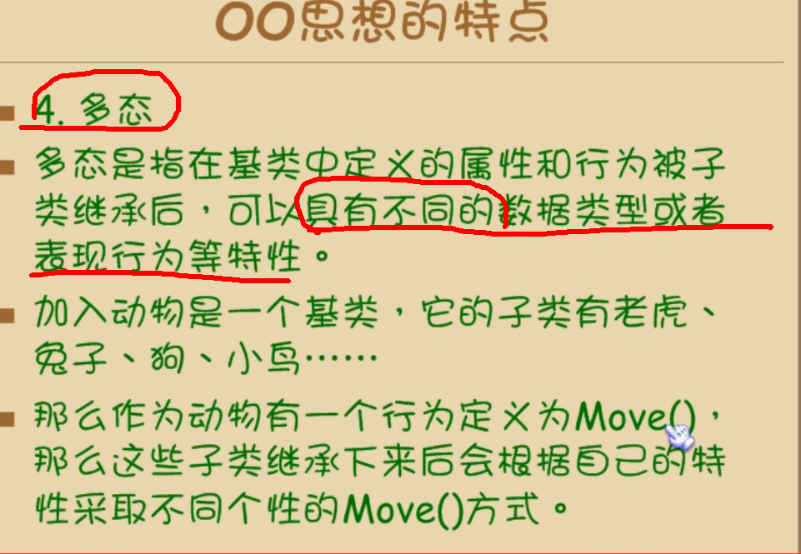 OO思想的特点
4. 多态
多态是指在基类中定义的属性和行为被子
类继承后，可以具有不同的数据类型或者
表现行为等特性。
加入动物是一个基类，它的子类有老虎、
兔子、狗、小鸟……
那么作为动物有一个行为定义为Move()，
那么这些子类继承下来后会根据自己的特
性采取不同个性的Move()方式。